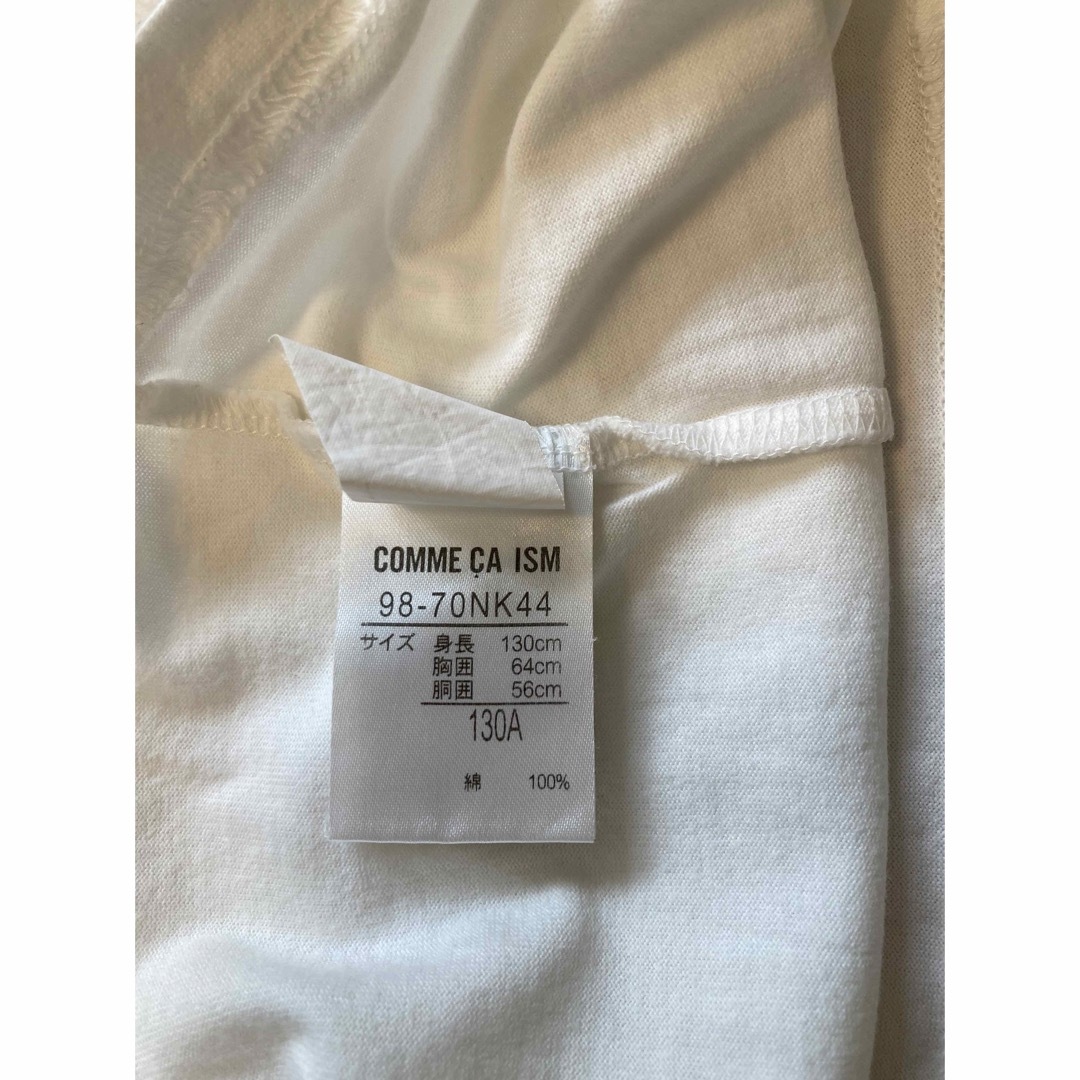 COMME ÇA ISM
98-70NK44
サイズ 身長 130cm
胸囲 64cm
胴囲 56cm
130A
綿 100%